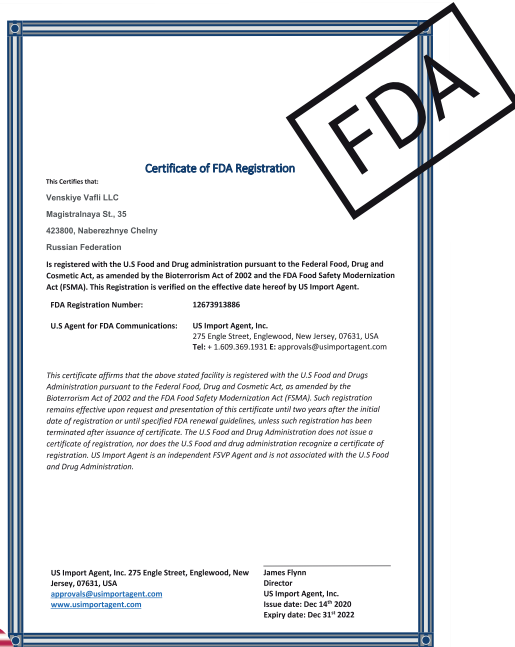 FDA
Certificate of FDA Registration
This Certifies that:
Venskiye Vafli LLC
Magistralnaya St., 35
423800, Naberezhnye Chelny
Russian Federation
Is registered with the U.S Food and Drug administration pursuant to the Federal Food, Drug and
Cosmetic Act, as amended by the Bioterrorism Act of 2002 and the FDA Food Safety Modernization
Act (FSMA). This Registration is verified on the effective date hereof by US Import Agent.
FDA Registration Number: 12673913886
U.S Agent for FDA Communications: US Import Agent, Inc.
275 Engle Street, Englewood, New Jersey, 07631, USA
Tel: + 1.609.369.1931 E: approvals@usimportagent.com
This certificate affirms that the above stated facility is registered with the U.S Food and Drugs
Administration pursuant to the Federal Food, Drug and Cosmetic Act, as amended by the
Bioterrorism Act of 2002 and the FDA Food Safety Modernization Act (FSMA). Such registration
remains effective upon request and presentation of this certificate until two years after the initial
date of registration or until specified FDA renewal guidelines, unless such registration has been
terminated after issuance of certificate. The U.S Food and Drug Administration does not issue a
certificate of registration, nor does the U.S Food and drug administration recognize a certificate of
registration. US Import Agent is an independent FSVP Agent and is not associated with the U.S Food
and Drug Administration.
US Import Agent, Inc. 275 Engle Street, Englewood, New
Jersey, 07631, USA
approvals@usimportagent.com
www.usimportagent.com
James Flynn
Director
US Import Agent, Inc.
Issue date: Dec 14th 2020
Expiry date: Dec 31st 2022